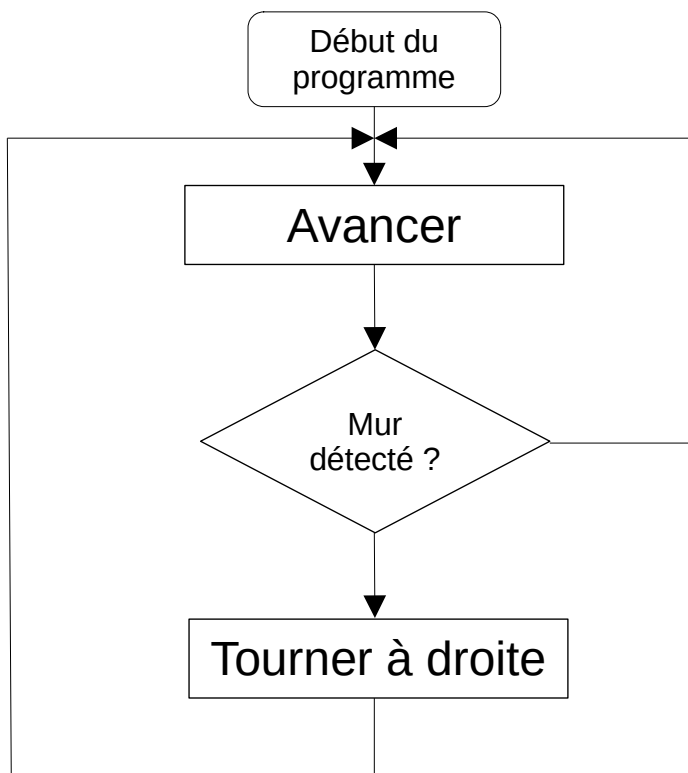 Début du
programme
Avancer
Mur
détecté ?
Tourner à droite